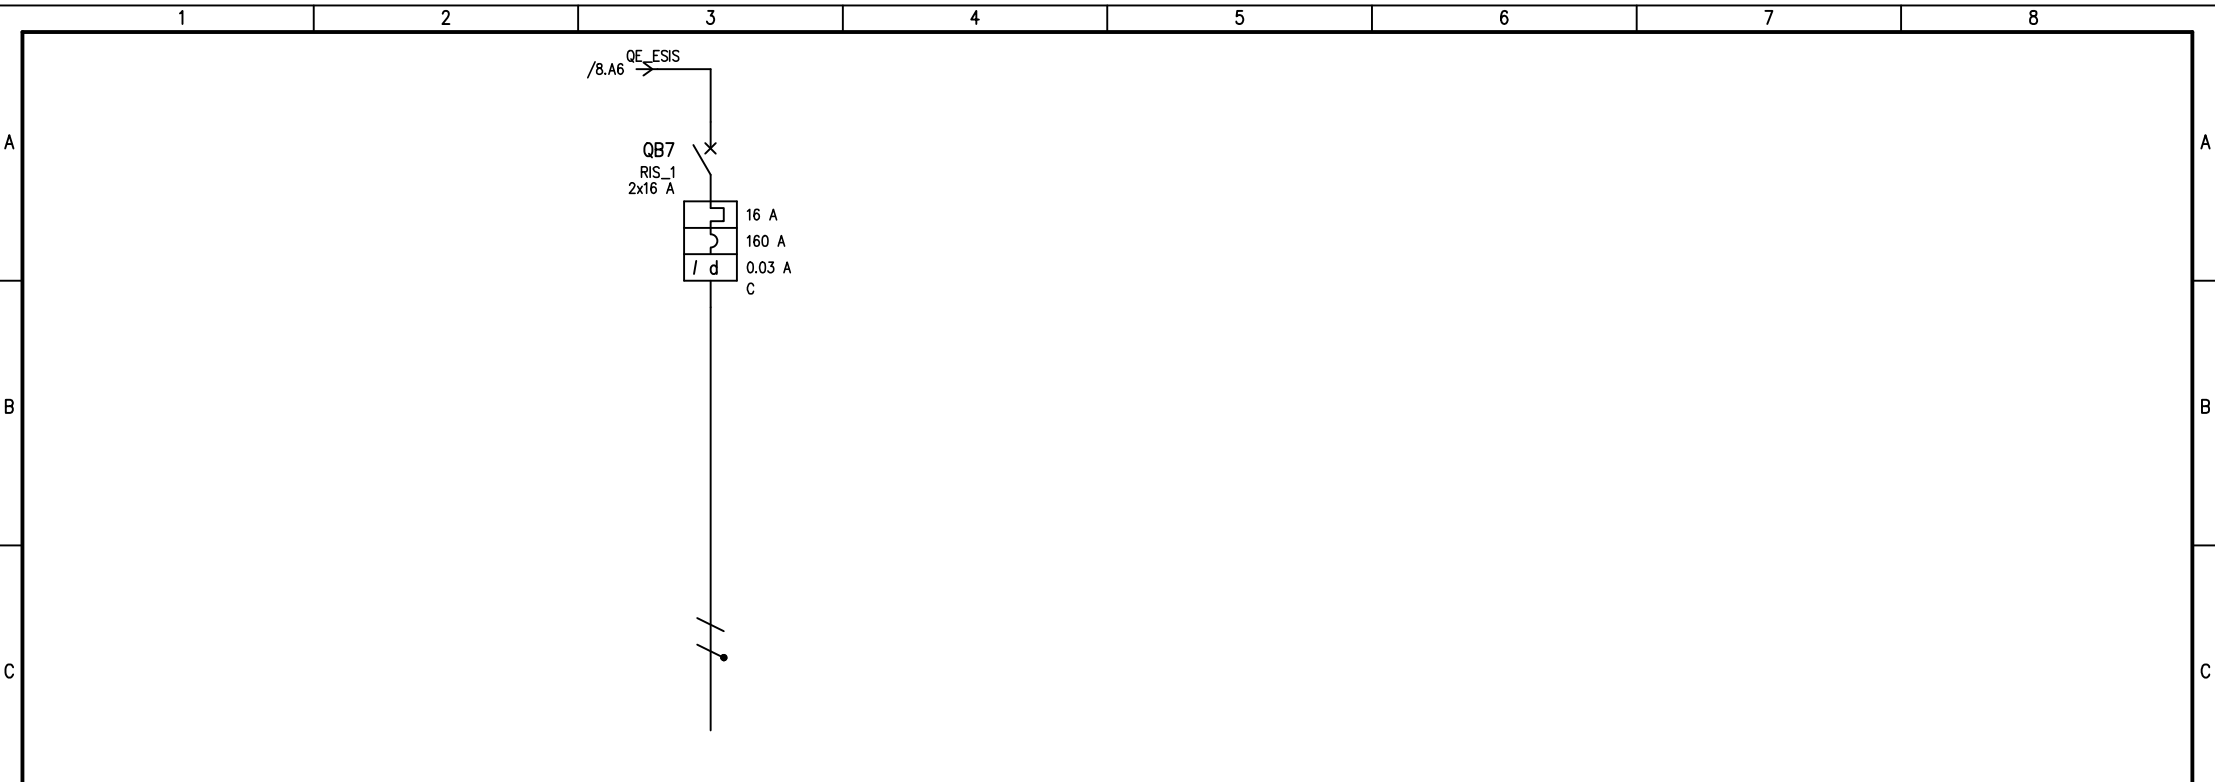 1 2 3 4 5 6 7 8
QE_ESIS
/8.A6
A A
QB7
RIS_1
2x16 A
16 A
160 A
I d 0.03 A
C
B B
C C